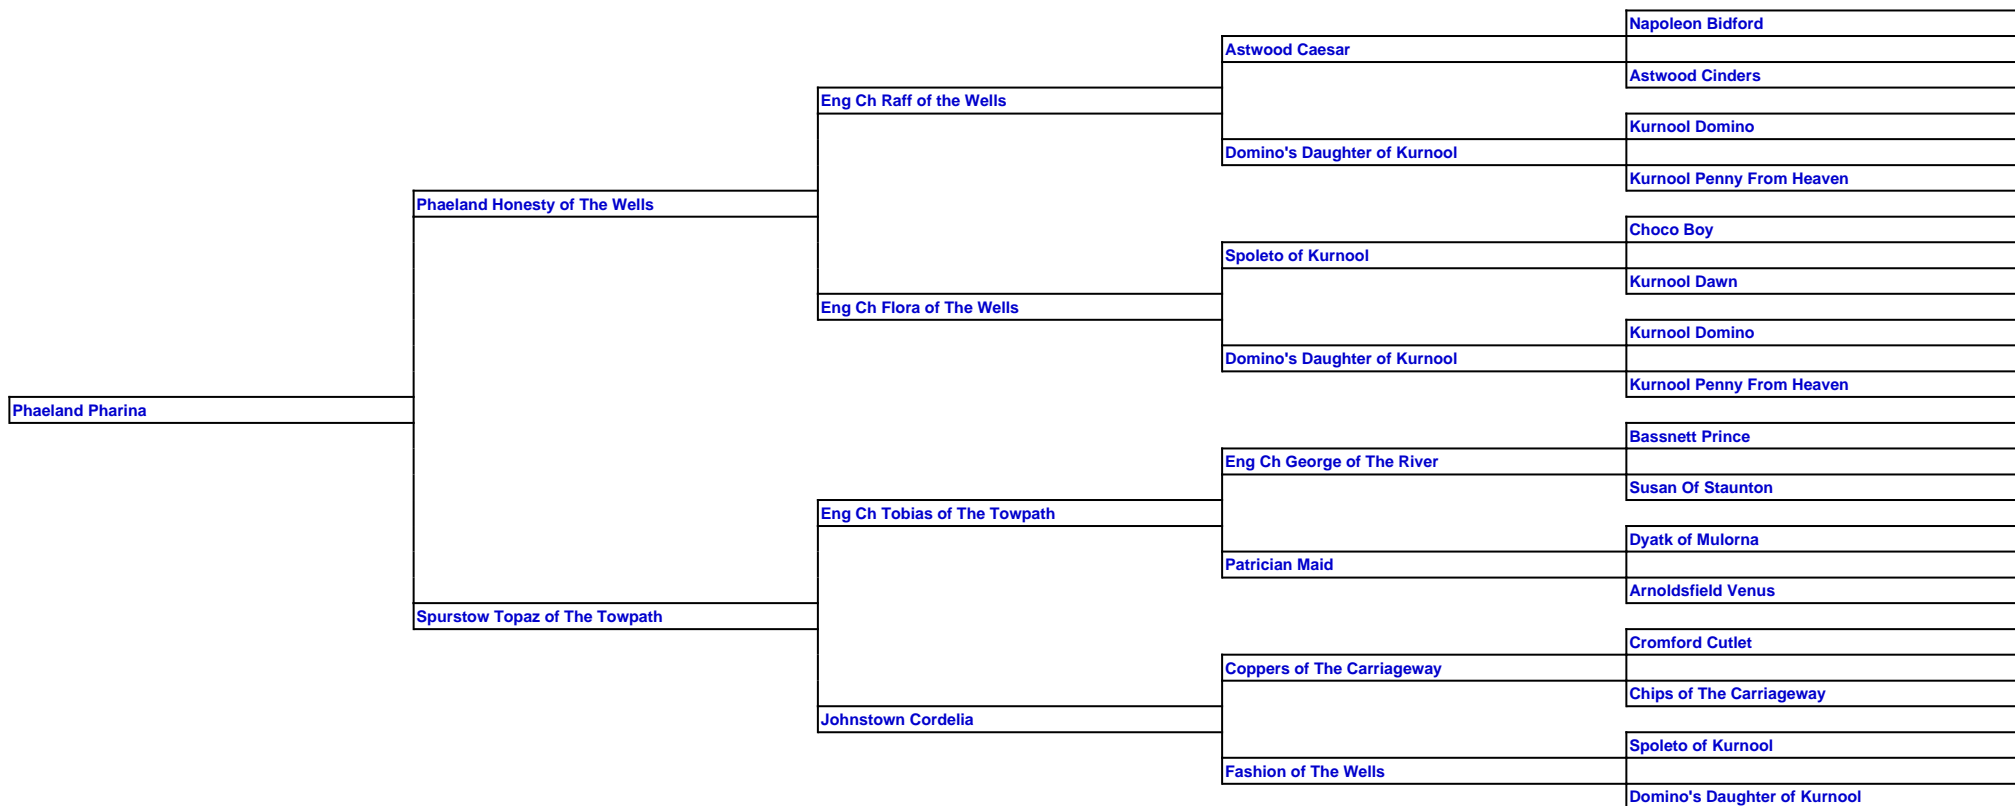 Napoleon Bidford
Astwood Caesar
Astwood Cinders
Eng Ch Raff of the Wells
Kurnool Domino
Domino's Daughter of Kurnool
Kurnool Penny From Heaven
Phaeland Honesty of The Wells
Choco Boy
Spoleto of Kurnool
Kurnool Dawn
Eng Ch Flora of The Wells
Kurnool Domino
Domino's Daughter of Kurnool
Kurnool Penny From Heaven
Phaeland Pharina
Bassnett Prince
Eng Ch George of The River
Susan Of Staunton
Eng Ch Tobias of The Towpath
Dyatk of Mulorna
Patrician Maid
Arnoldsfield Venus
Spurstow Topaz of The Towpath
Cromford Cutlet
Coppers of The Carriageway
Chips of The Carriageway
Johnstown Cordelia
Spoleto of Kurnool
Fashion of The Wells
Domino's Daughter of Kurnool